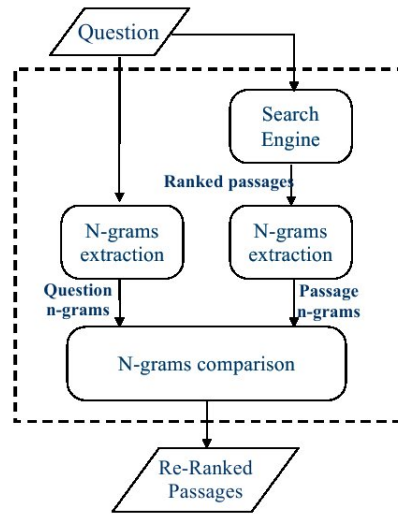 Question
Search
Engine
Ranked passages
N-grams
extraction
N-grams
extraction
Question
n-grams
Passage
n-grams
N-grams comparison
Re-Ranked
Passages